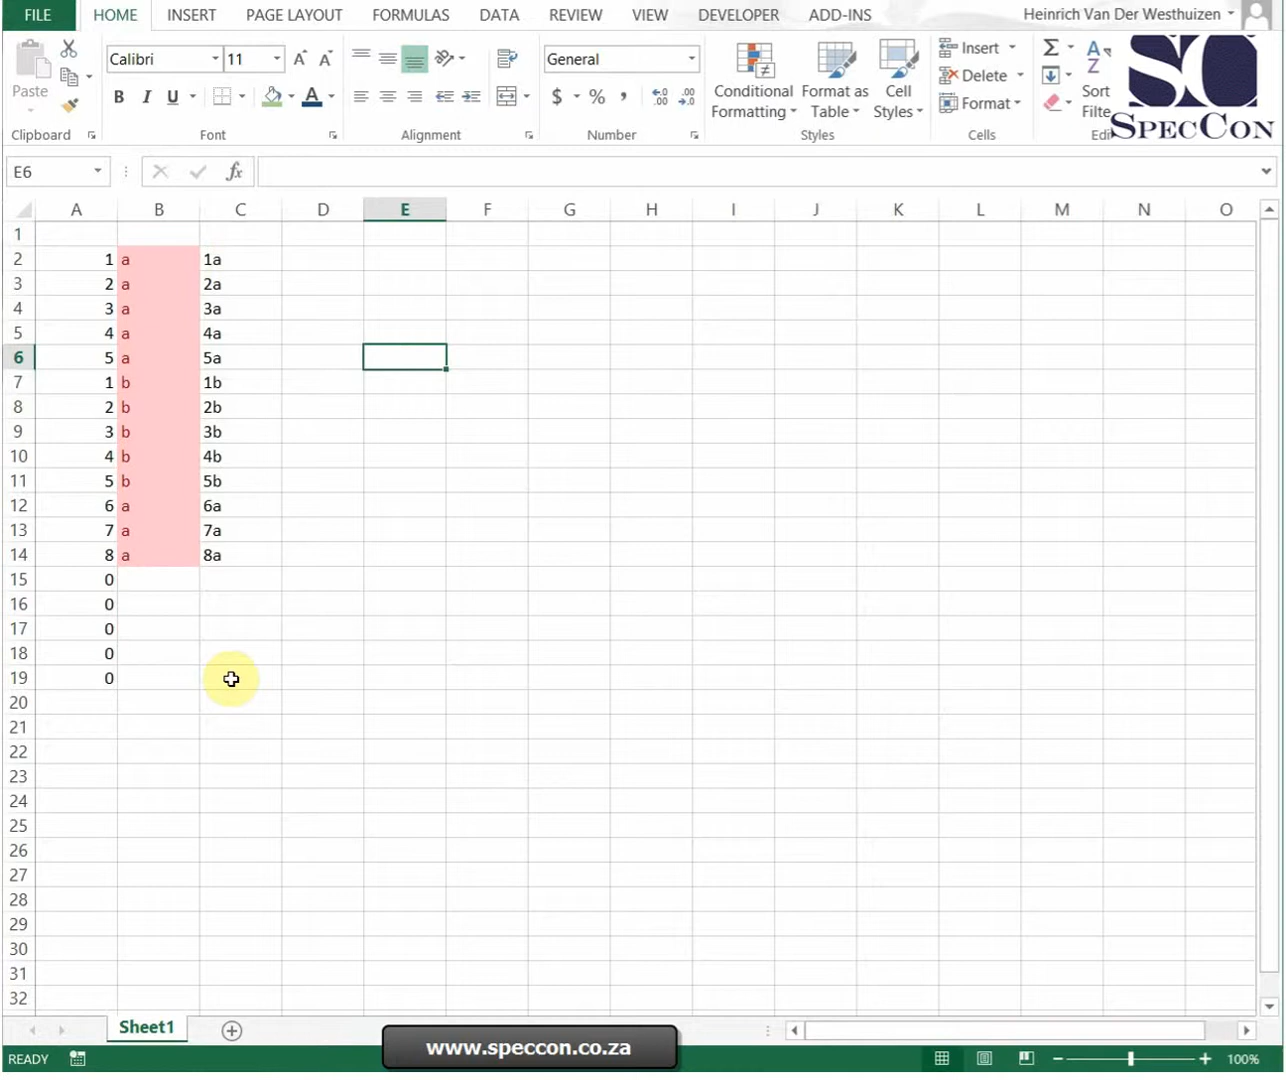 FILE HOME INSERT PAGE LAYOUT FORMULAS DATA REVIEW VIEW DEVELOPER ADD-INS Heinrich Van Der Westhuizen
Paste
Clipboard
Calibri 11
B I U
A
Font
Alignment
General
$ % ,
Number
Conditional Formatting
Format as Table
Cell Styles
Styles
Insert
Delete
Format
Cells
Σ
A
Z
Sort
SC
SPECCON
E6 fx
A B C D E F G H I J K L M N O
1
2 1 a 1a
3 2 a 2a
4 3 a 3a
5 4 a 4a
6 5 a 5a
7 1 b 1b
8 2 b 2b
9 3 b 3b
10 4 b 4b
11 5 b 5b
12 6 a 6a
13 7 a 7a
14 8 a 8a
15 0
16 0
17 0
18 0
19 0
20
21
22
23
24
25
26
27
28
29
30
31
32
Sheet1
www.speccon.co.za
READY 100%